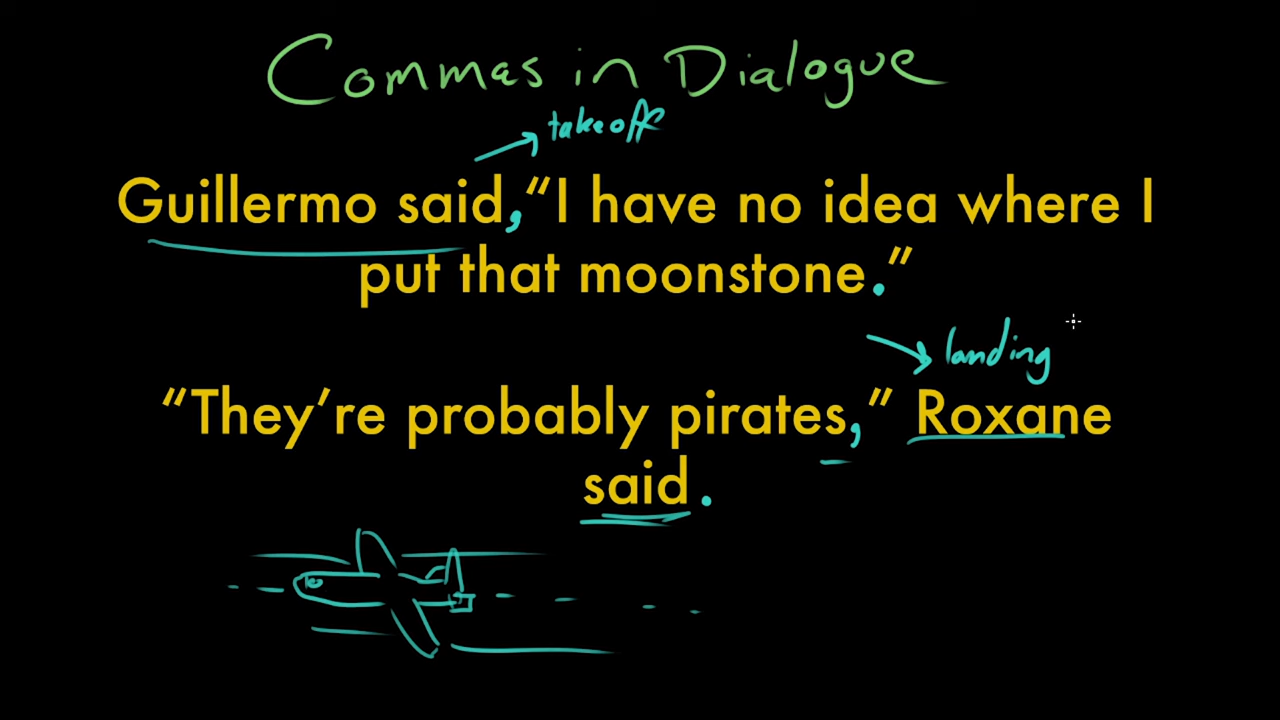 Commas in Dialogue
takeoff
Guillermo said, “I have no idea where I
put that moonstone.”
landing
“They’re probably pirates,” Roxane
said.